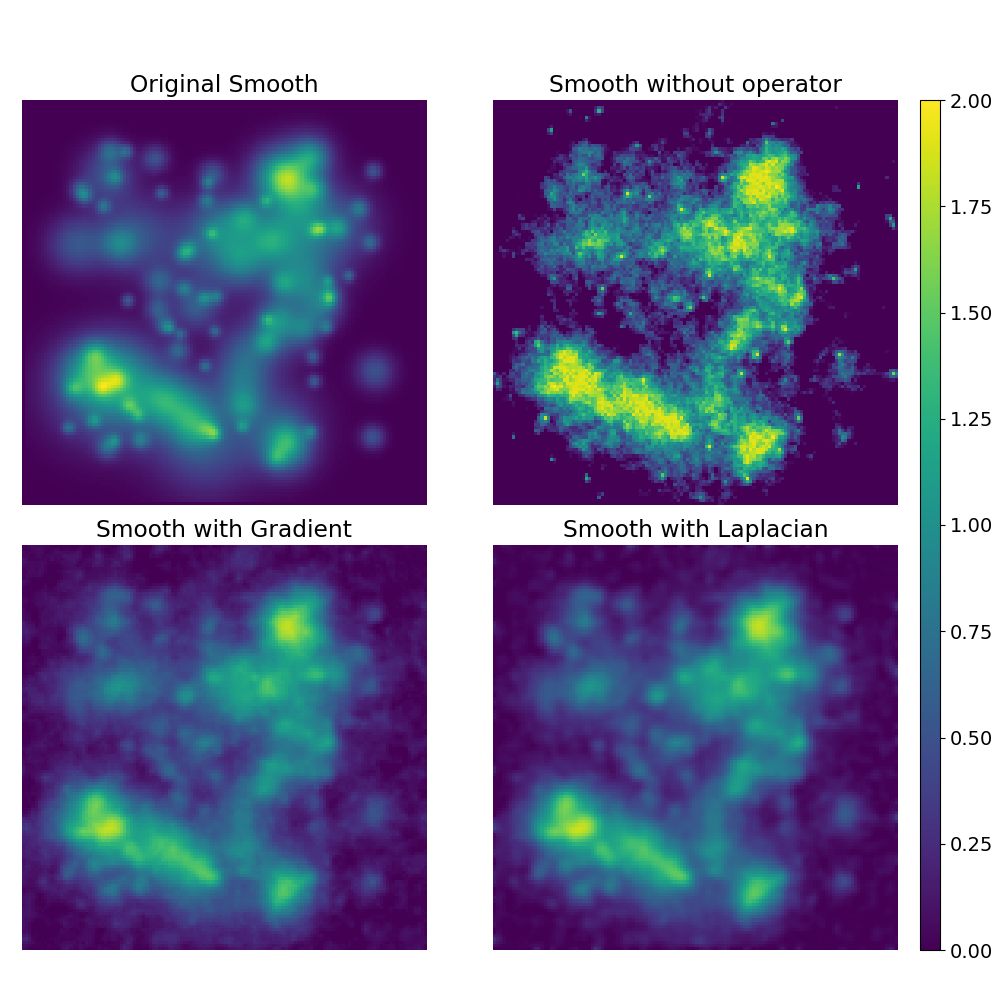 Original Smooth
Smooth without operator
Smooth with Gradient
Smooth with Laplacian
2.00
1.75
1.50
1.25
1.00
0.75
0.50
0.25
0.00